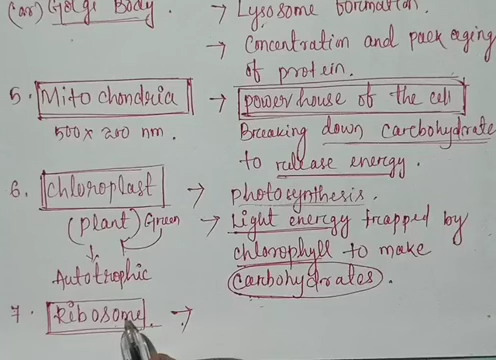 (or) Golgi Body. → Lysosome formation.
→ Concentration and packaging of protein.
5. Mitochondria → powerhouse of the cell
500 x 200 nm. Breaking down carbohydrate
to release energy.
6. Chloroplast → photosynthesis.
(Plant) Green → Light energy trapped by
chlorophyll to make
Autotrophic carbohydrates.
7. Ribosome →